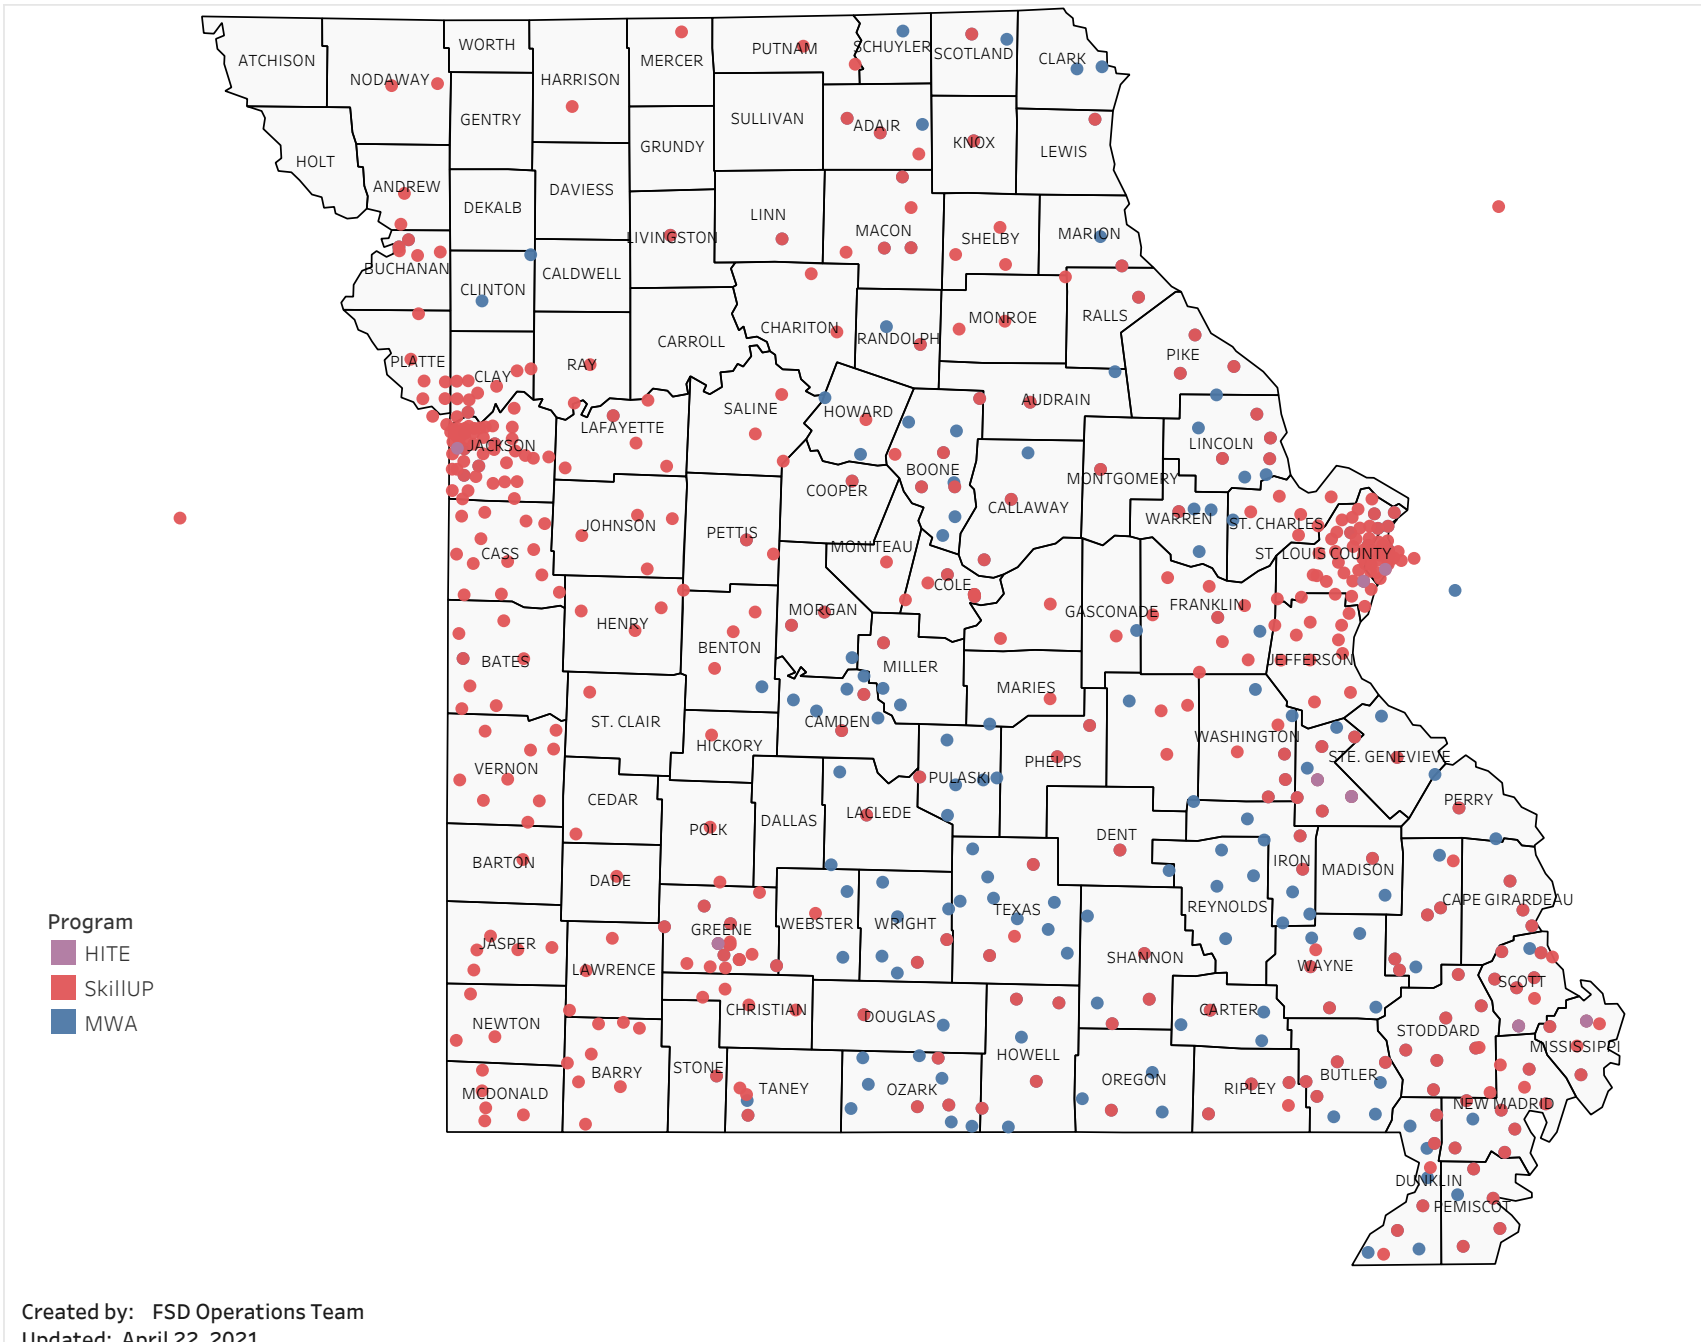 WORTH
ATCHISON
NODAWAY
HARRISON
MERCER
PUTNAM
SCHUYLER
SCOTLAND
CLARK
GENTRY
SULLIVAN
ADAIR
KNOX
LEWIS
HOLT
GRUNDY
ANDREW
DEKALB
DAVIESS
LIVINGSTON
LINN
MACON
SHELBY
MARION
BUCHANAN
CLINTON
CALDWELL
CARROLL
CHARITON
RANDOLPH
MONROE
RALLS
PIKE
PLATTE
CLAY
RAY
SALINE
HOWARD
AUDRAIN
LINCOLN
JACKSON
LAFAYETTE
COOPER
BOONE
CALLAWAY
MONTGOMERY
WARREN
ST. CHARLES
ST. LOUIS COUNTY
CASS
JOHNSON
PETTIS
MONITEAU
COLE
MORGAN
GASCONADE
FRANKLIN
JEFFERSON
BATES
HENRY
BENTON
MILLER
MARIES
ST. CLAIR
HICKORY
CAMDEN
WASHINGTON
STE. GENEVIEVE
VERNON
CEDAR
POLK
DALLAS
LACLEDE
PULASKI
PHELPS
PERRY
DENT
IRON
MADISON
BARTON
DADE
GREENE
WEBSTER
WRIGHT
TEXAS
REYNOLDS
CAPE GIRARDEAU
Program
HITE
SkillUP
MWA
JASPER
LAWRENCE
SHANNON
WAYNE
SCOTT
NEWTON
CHRISTIAN
DOUGLAS
HOWELL
CARTER
STODDARD
MISSISSIPPI
MCDONALD
BARRY
STONE
TANEY
OZARK
OREGON
RIPLEY
BUTLER
NEW MADRID
DUNKLIN
PEMISCOT
Created by: FSD Operations Team
Updated: April 22, 2021